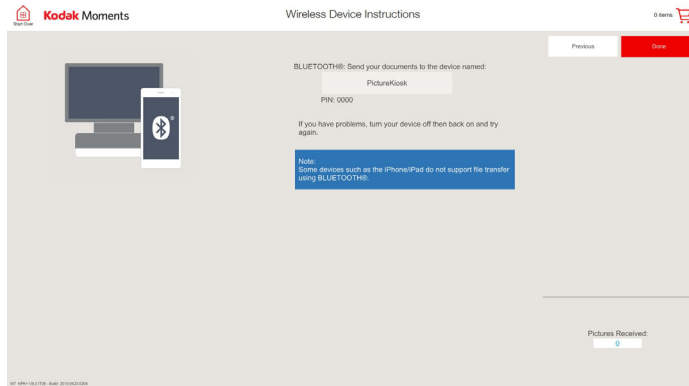 Kodak Moments
Wireless Device Instructions
0 items
Start Over
Previous
Done
BLUETOOTH®: Send your documents to the device named:
PictureKiosk
PIN: 0000
If you have problems, turn your device off then back on and try
again.
Note:
Some devices such as the iPhone/iPad do not support file transfer
using BLUETOOTH®.
Pictures Received:
0